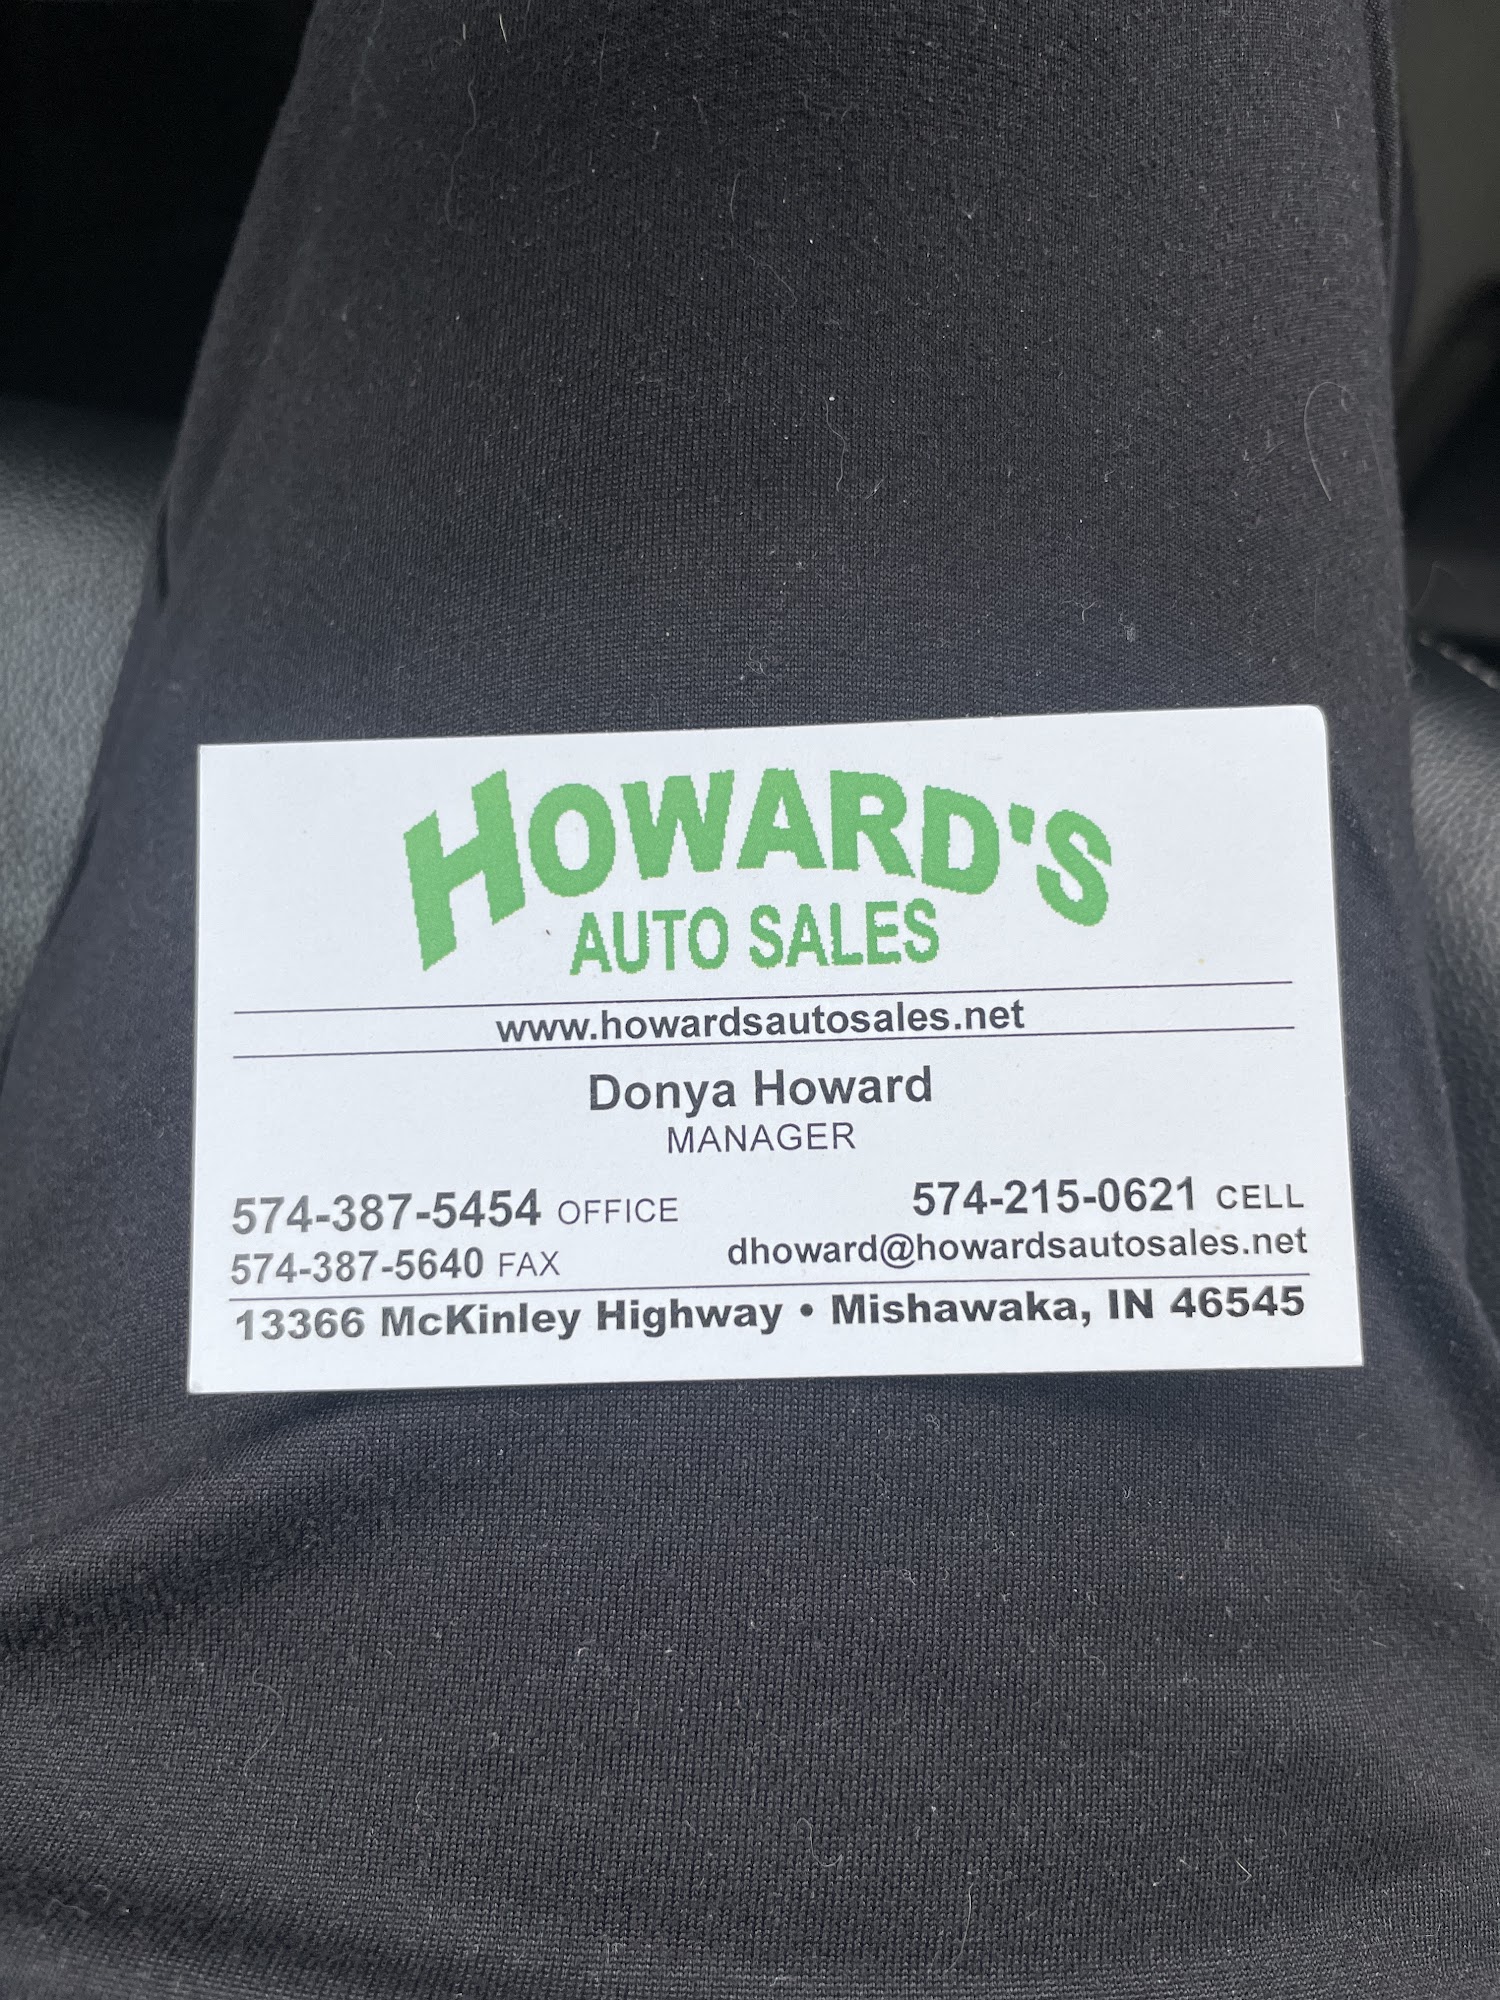 HOWARD'S
AUTO SALES
www.howardsautosales.net
Donya Howard
MANAGER
574-387-5454 OFFICE
574-215-0621 CELL
574-387-5640 FAX
dhoward@howardsautosales.net
13366 McKinley Highway • Mishawaka, IN 46545